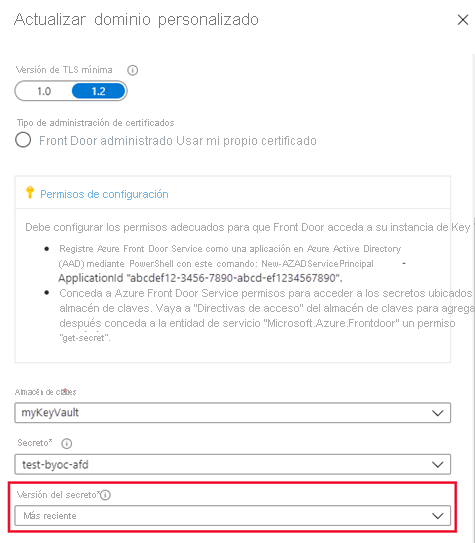 Actualizar dominio personalizado
Versión de TLS mínima
1.0 1.2
Tipo de administración de certificados
Front Door administrado Usar mi propio certificado
Permisos de configuración
Debe configurar los permisos adecuados para que Front Door acceda a su instancia de Key
Registre Azure Front Door Service como una aplicación en Azure Active Directory
(AAD) mediante PowerShell con este comando: New-AZADServicePrincipal -
ApplicationId "abcdef12-3456-7890-abcd-ef1234567890".
Conceda a Azure Front Door Service permisos para acceder a los secretos ubicados
almacén de claves. Vaya a "Directivas de acceso" del almacén de claves para agrega
después conceda a la entidad de servicio "Microsoft.Azure.Frontdoor" un permiso
"get-secret".
Almacén de
myKeyVault
Secreto*
test-byoc-afd
Versión del secreto*
Más reciente